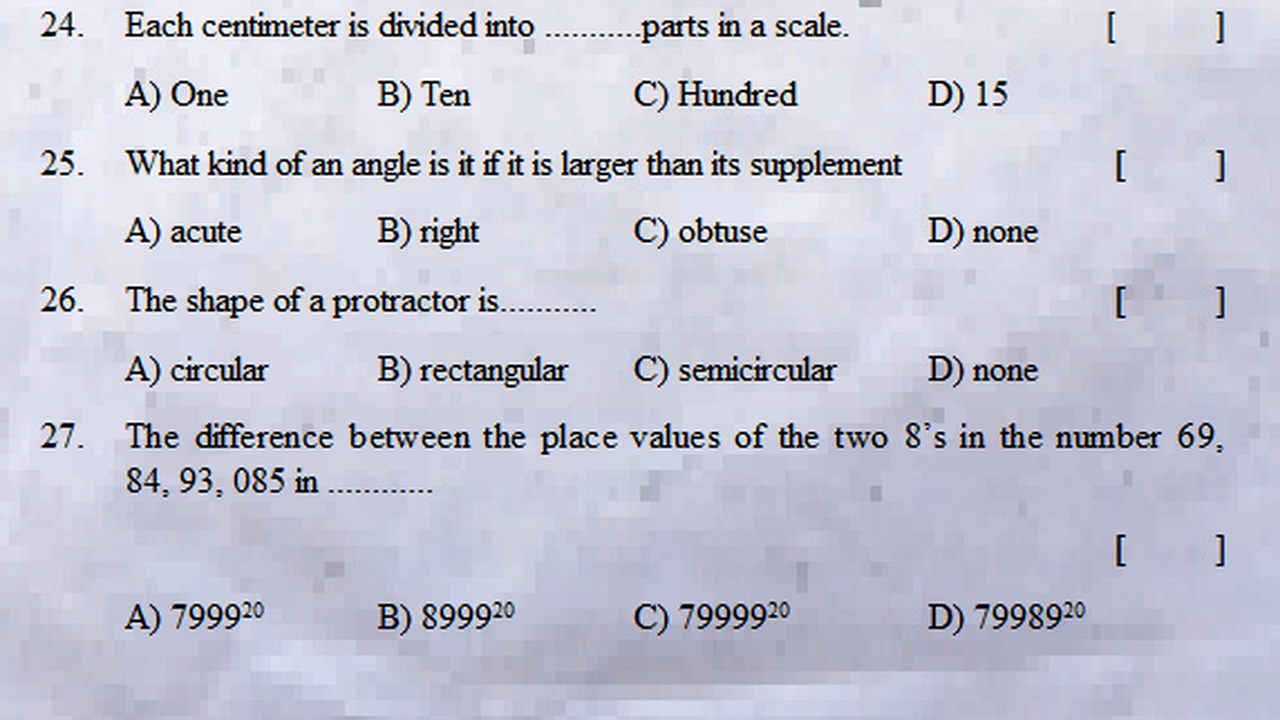 24. Each centimeter is divided into ...........parts in a scale. [ ]
A) One B) Ten C) Hundred D) 15
25. What kind of an angle is it if it is larger than its supplement [ ]
A) acute B) right C) obtuse D) none
26. The shape of a protractor is........... [ ]
A) circular B) rectangular C) semicircular D) none
27. The difference between the place values of the two 8's in the number 69,
84, 93, 085 in ............
[ ]
A) 7999²⁰ B) 8999²⁰ C) 79999²⁰ D) 79989²⁰